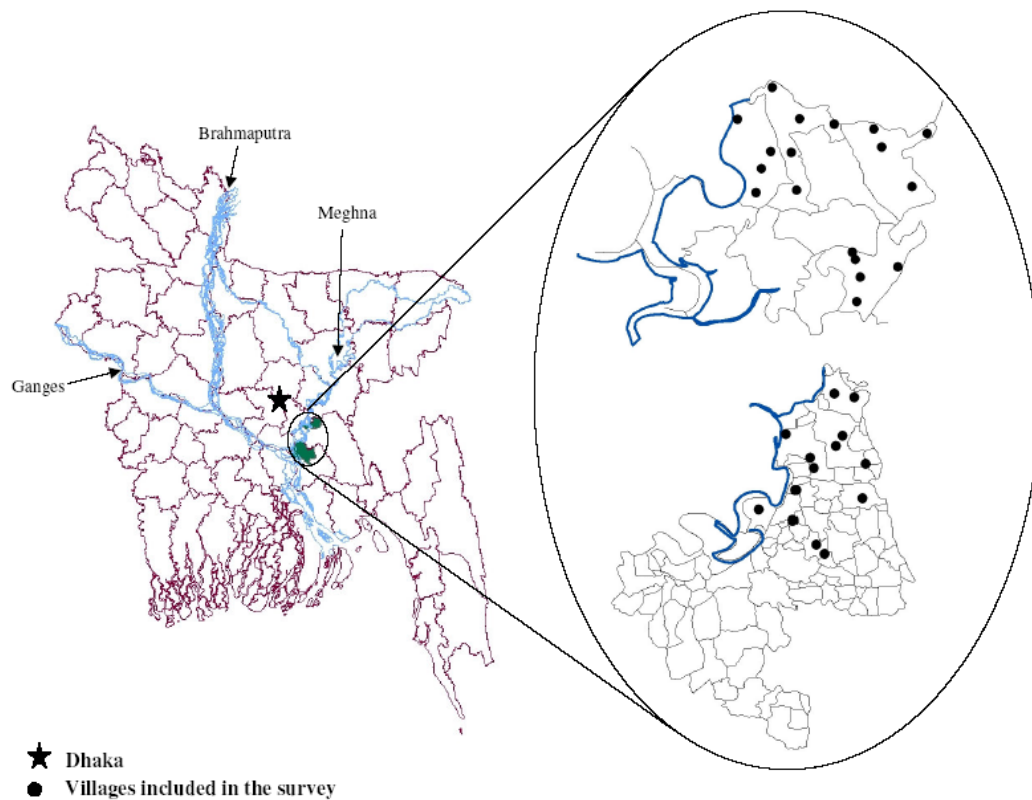 Brahmaputra
Meghna
Ganges
Dhaka
Villages included in the survey